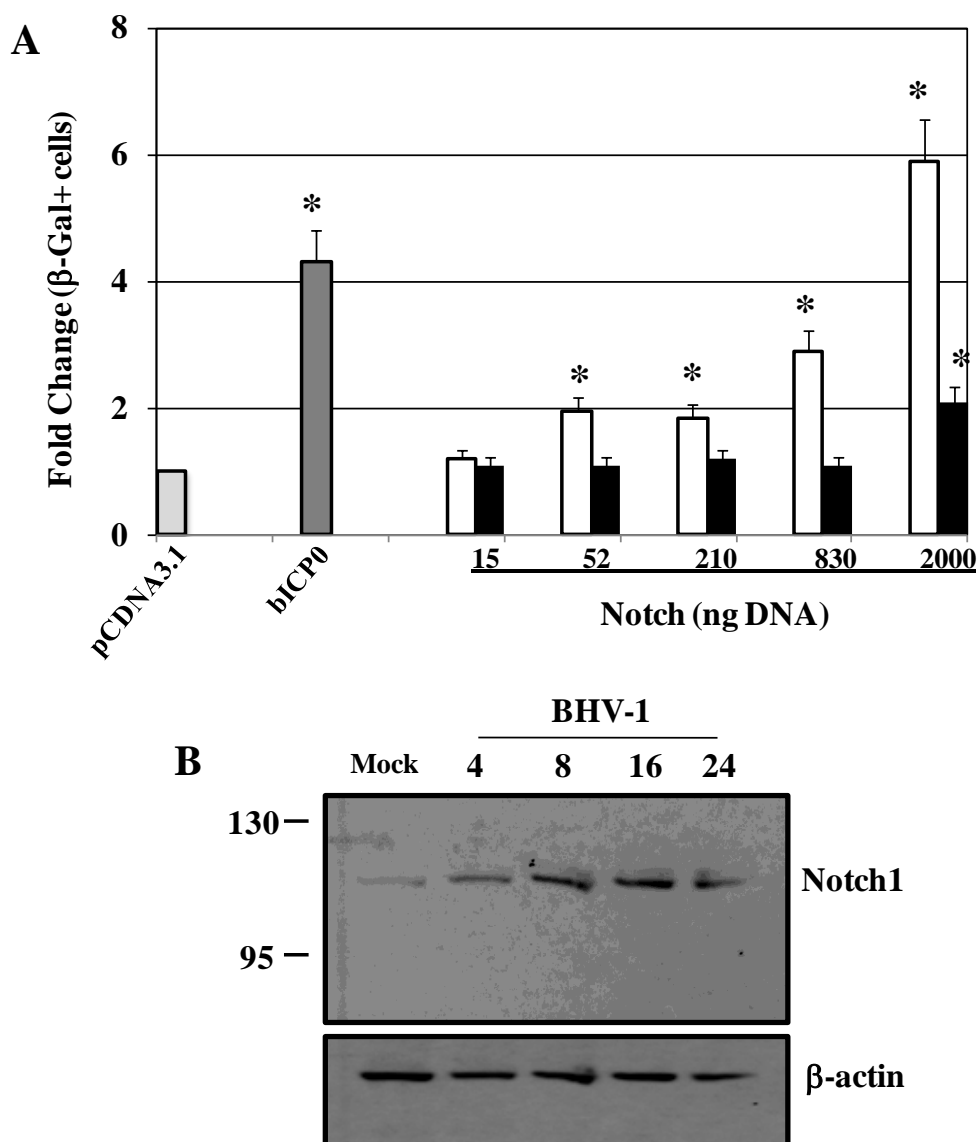 A
Fold Change (β-Gal+ cells)
8
6
4
2
0
*
*
*
*
*
*
pCDNA3.1
bICP0
15 52 210 830 2000
Notch (ng DNA)
B
BHV-1
Mock 4 8 16 24
130
95
Notch1
β-actin